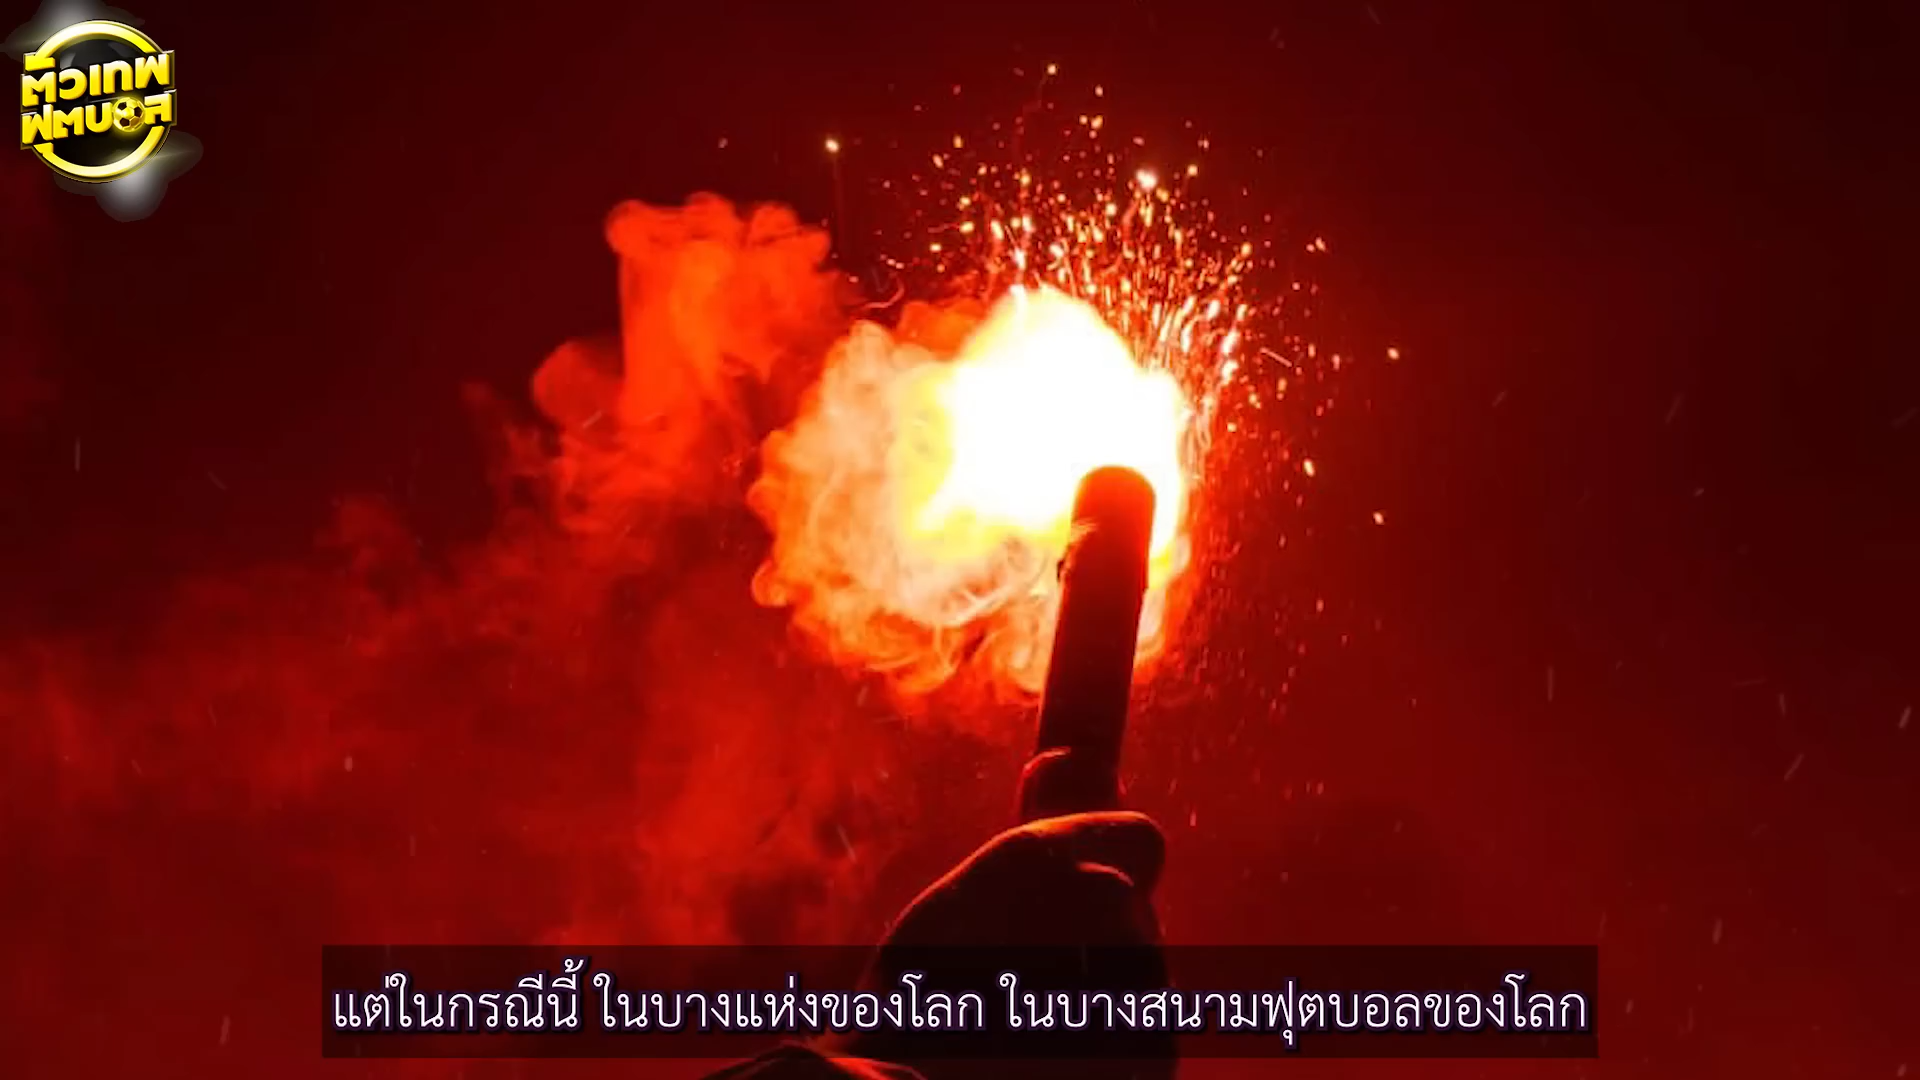 ตัวเทพ
ฟุตบอล
แต่ในกรณีนี้ ในบางแห่งของโลก ในบางสนามฟุตบอลของโลก